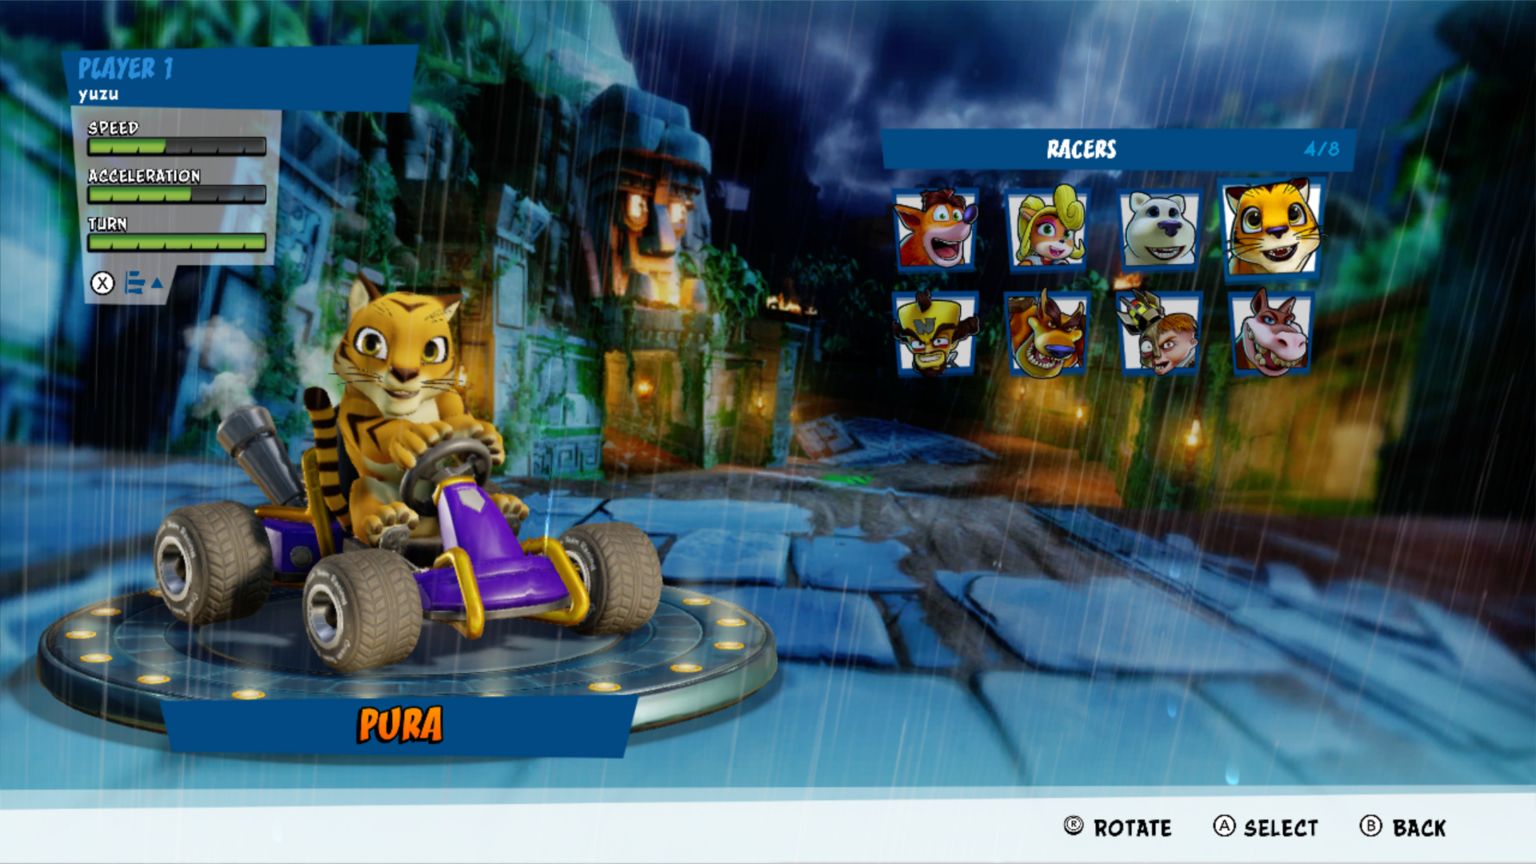 PLAYER 1
yuzu
SPEED
ACCELERATION
TURN
X
RACERS 4/8
N
PURA
R ROTATE A SELECT B BACK